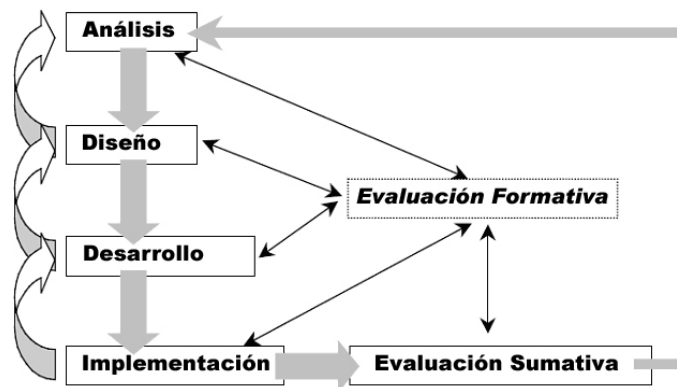 Análisis
Diseño
Evaluación Formativa
Desarrollo
Implementación
Evaluación Sumativa